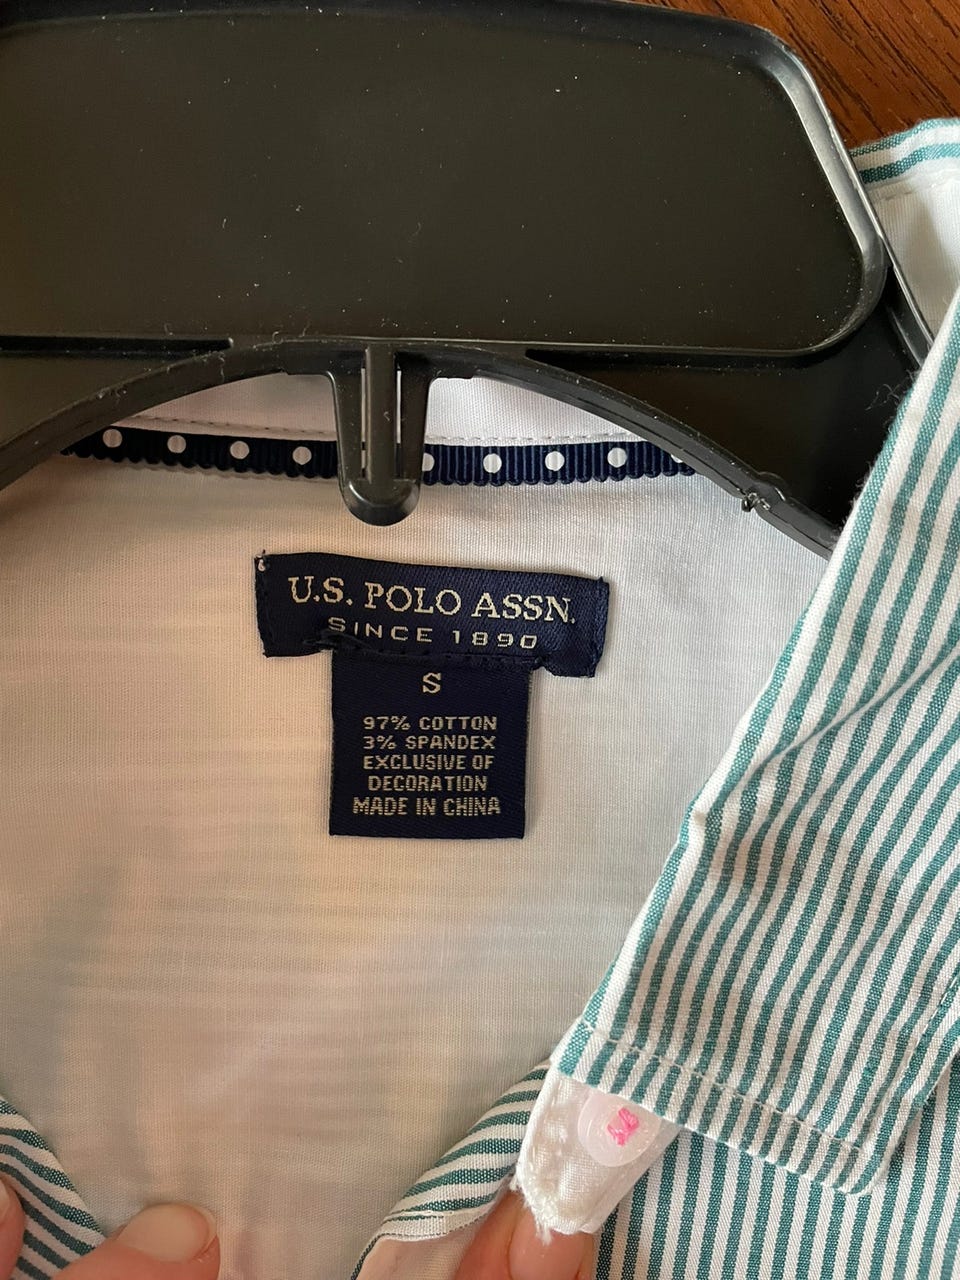 U.S. POLO ASSN.
SINCE 1890
S
97% COTTON
3% SPANDEX
EXCLUSIVE OF
DECORATION
MADE IN CHINA